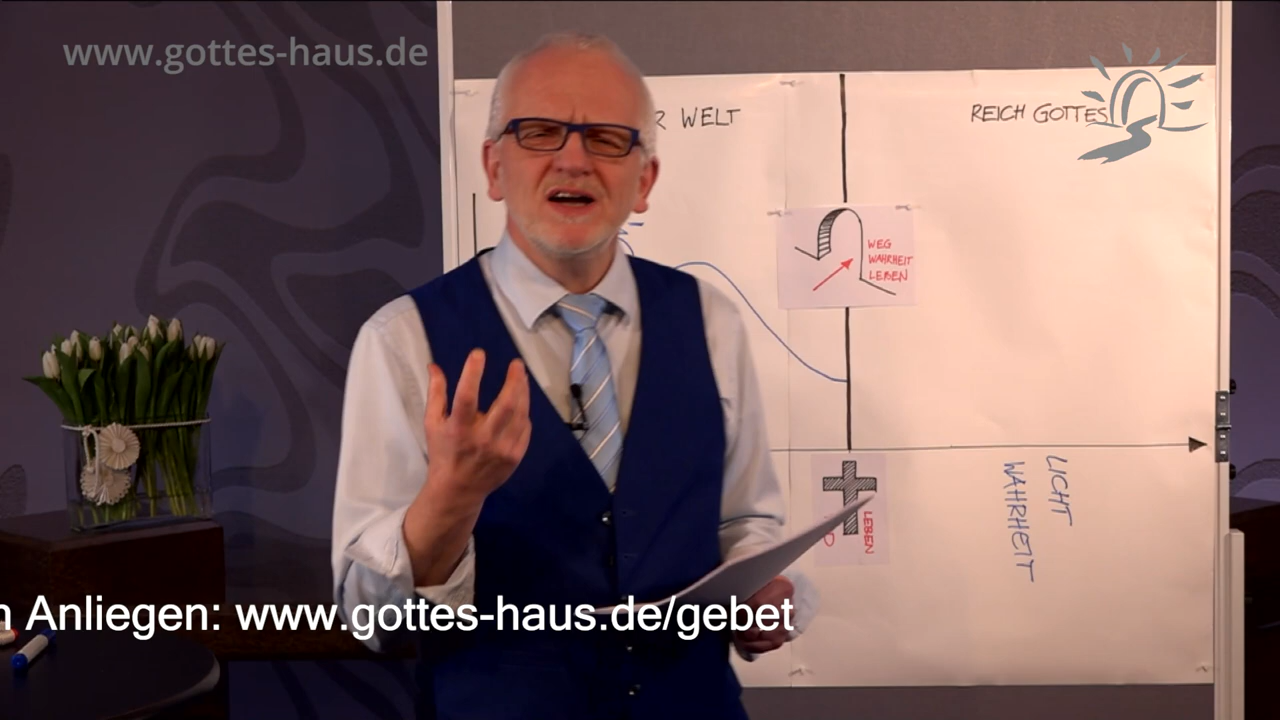 www.gottes-haus.de
R WELT
REICH GOTTES
WEG
WAHRHEIT
LEBEN
LICHT
WAHRHEIT
LEBEN
D
n Anliegen: www.gottes-haus.de/gebet